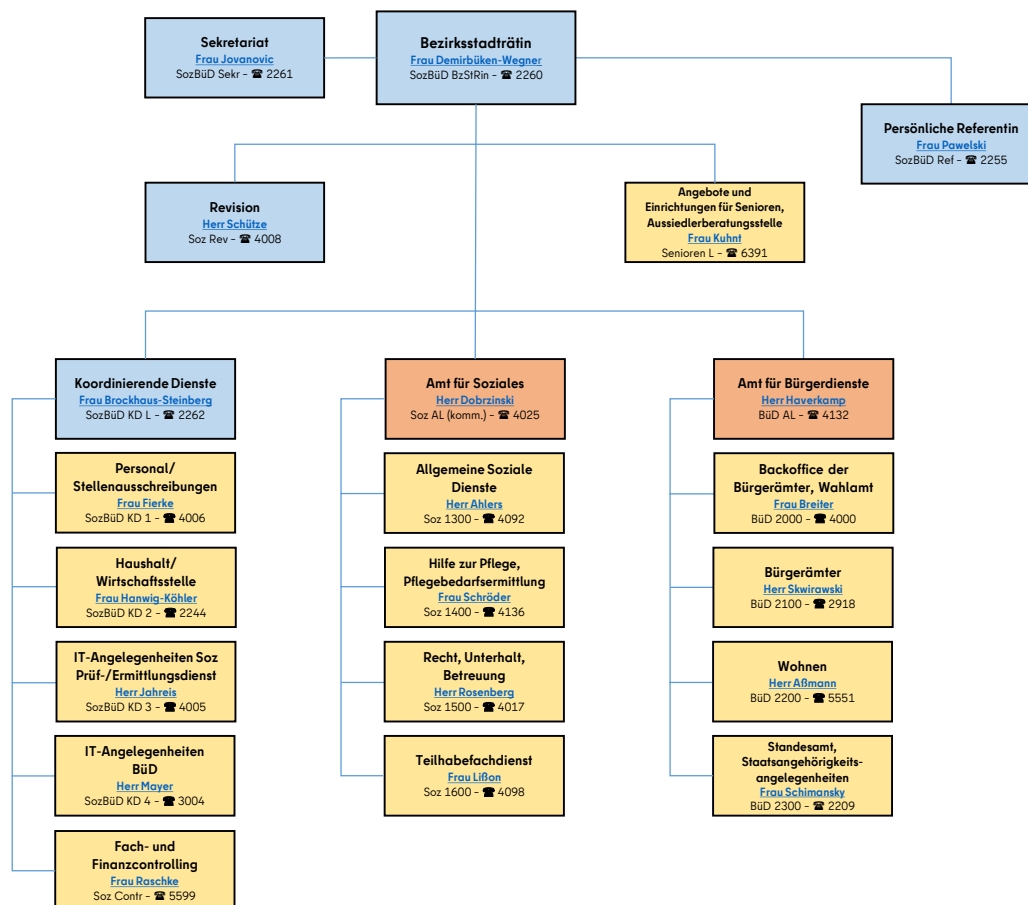 Sekretariat
Frau Jovanovic
SozBüD Sekr - ☎ 2261
Bezirksstadträtin
Frau Demirbüken-Wegner
SozBüD BzStRin - ☎ 2260
Persönliche Referentin
Frau Pawelski
SozBüD Ref - ☎ 2255
Revision
Herr Schütze
Soz Rev - ☎ 4008
Angebote und
Einrichtungen für Senioren,
Aussiedlerberatungsstelle
Frau Kuhnt
Senioren L - ☎ 6391
Koordinierende Dienste
Frau Brockhaus-Steinberg
SozBüD KD L - ☎ 2262
Personal/
Stellenausschreibungen
Frau Fierke
SozBüD KD 1 - ☎ 4006
Haushalt/
Wirtschaftsstelle
Frau Hanwig-Köhler
SozBüD KD 2 - ☎ 2244
IT-Angelegenheiten Soz
Prüf-/Ermittlungsdienst
Herr Jahreis
SozBüD KD 3 - ☎ 4005
IT-Angelegenheiten
BüD
Herr Mayer
SozBüD KD 4 - ☎ 3004
Fach- und
Finanzcontrolling
Frau Raschke
Soz Contr - ☎ 5599
Amt für Soziales
Herr Dobrzinski
Soz AL (komm.) - ☎ 4025
Allgemeine Soziale
Dienste
Herr Ahlers
Soz 1300 - ☎ 4092
Hilfe zur Pflege,
Pflegebedarfsermittlung
Frau Schröder
Soz 1400 - ☎ 4136
Recht, Unterhalt,
Betreuung
Herr Rosenberg
Soz 1500 - ☎ 4017
Teilhabefachdienst
Frau Lißon
Soz 1600 - ☎ 4098
Amt für Bürgerdienste
Herr Haverkamp
BüD AL - ☎ 4132
Backoffice der
Bürgerämter, Wahlamt
Frau Breiter
BüD 2000 - ☎ 4000
Bürgerämter
Herr Skwirawski
BüD 2100 - ☎ 2918
Wohnen
Herr Aßmann
BüD 2200 - ☎ 5551
Standesamt,
Staatsangehörigkeits-
angelegenheiten
Frau Schimansky
BüD 2300 - ☎ 2209